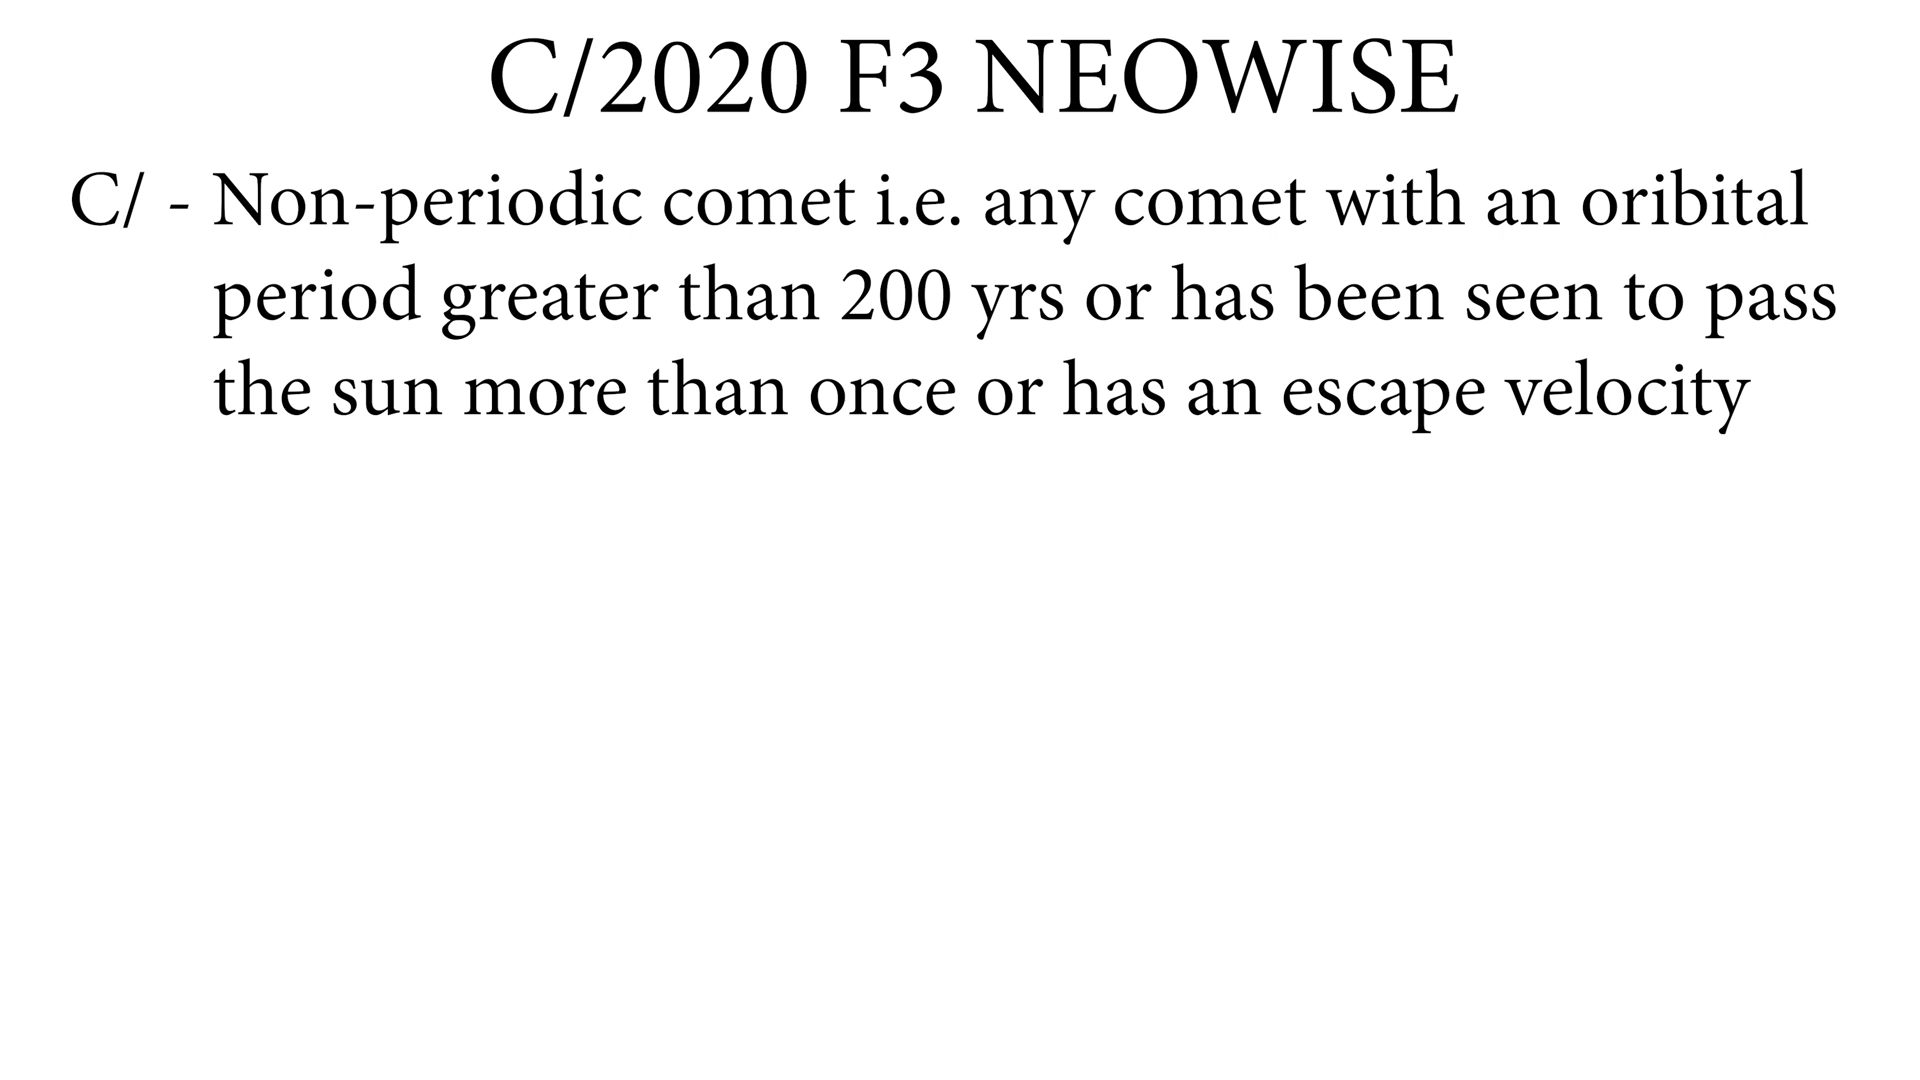 C/2020 F3 NEOWISE
C/ - Non-periodic comet i.e. any comet with an oribital
period greater than 200 yrs or has been seen to pass
the sun more than once or has an escape velocity